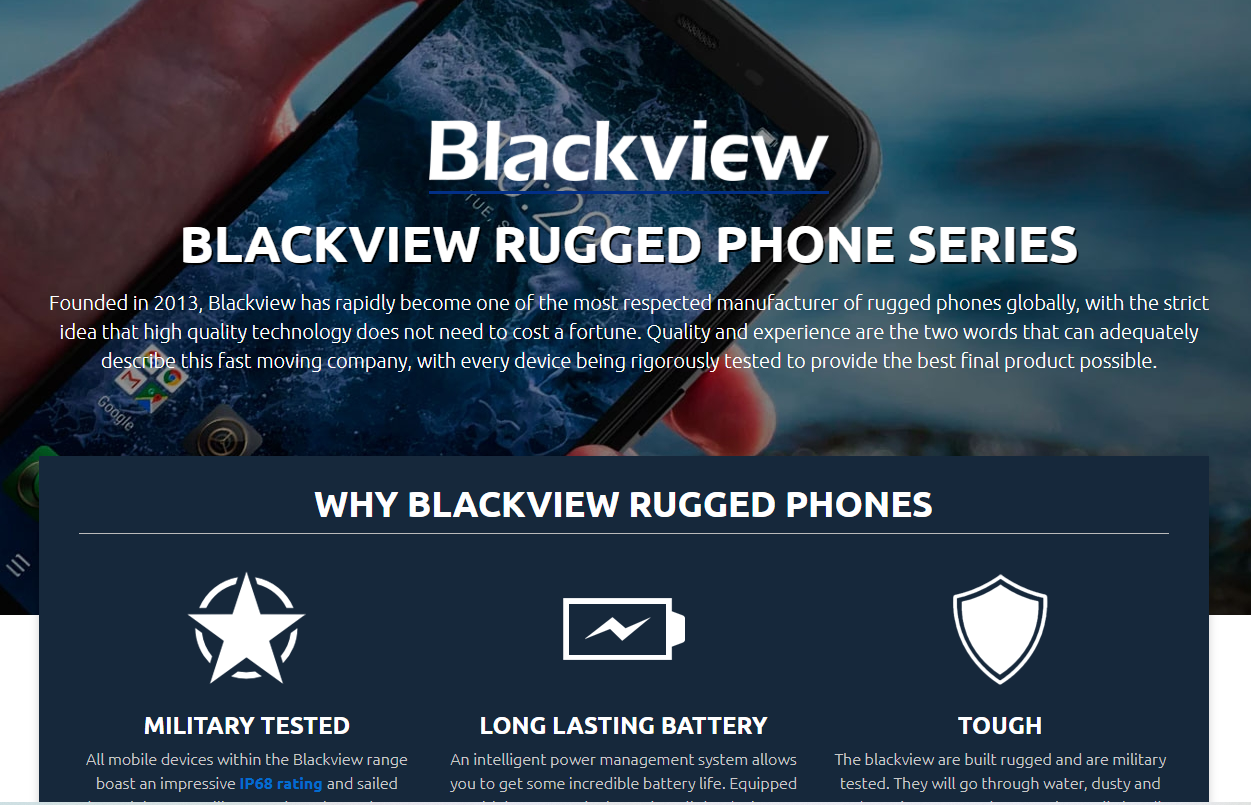 Blackview
BLACKVIEW RUGGED PHONE SERIES
Founded in 2013, Blackview has rapidly become one of the most respected manufacturer of rugged phones globally, with the strict
idea that high quality technology does not need to cost a fortune. Quality and experience are the two words that can adequately
describe this fast moving company, with every device being rigorously tested to provide the best final product possible.
Google
WHY BLACKVIEW RUGGED PHONES
MILITARY TESTED
All mobile devices within the Blackview range
boast an impressive IP68 rating and sailed
LONG LASTING BATTERY
An intelligent power management system allows
you to get some incredible battery life. Equipped
TOUGH
The blackview are built rugged and are military
tested. They will go through water, dusty and